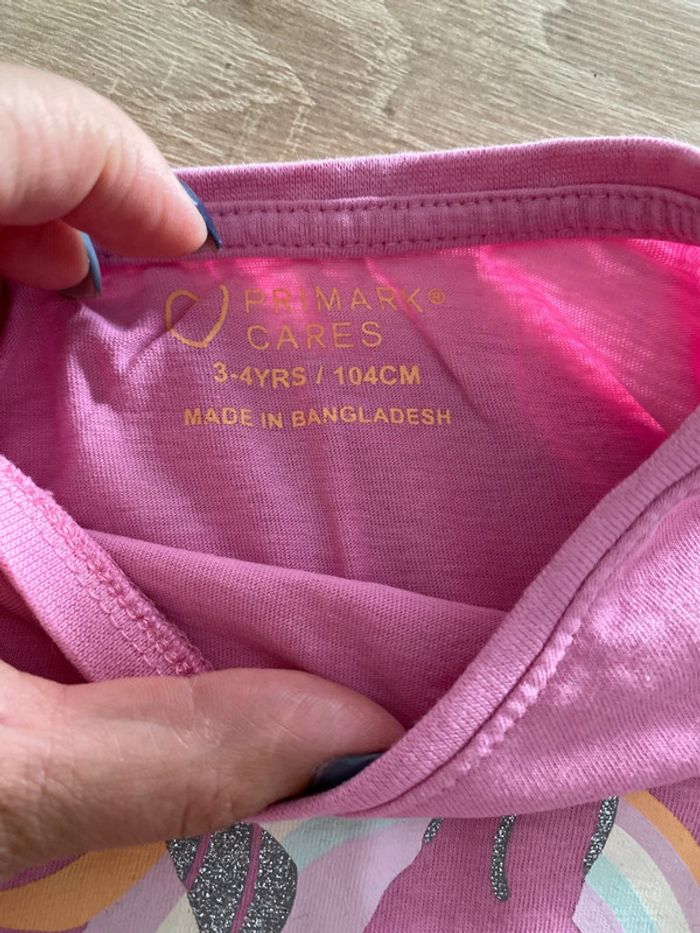 PRIMARK®
CARES
3-4YRS / 104CM
MADE IN BANGLADESH